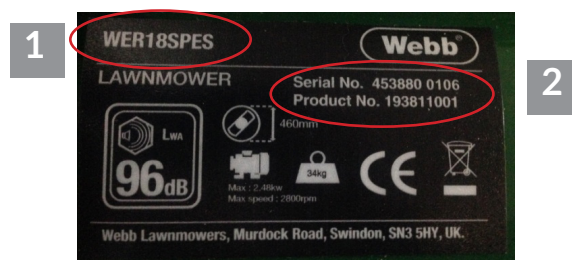 1
WER18SPES
Webb
LAWNMOWER
Serial No. 453880 0106
Product No. 193811001
2
LWA
460mm
96dB
34kg
CE
Max : 2.48kw
Max speed : 2800rpm
Webb Lawnmowers, Murdock Road, Swindon, SN3 5HY, UK.